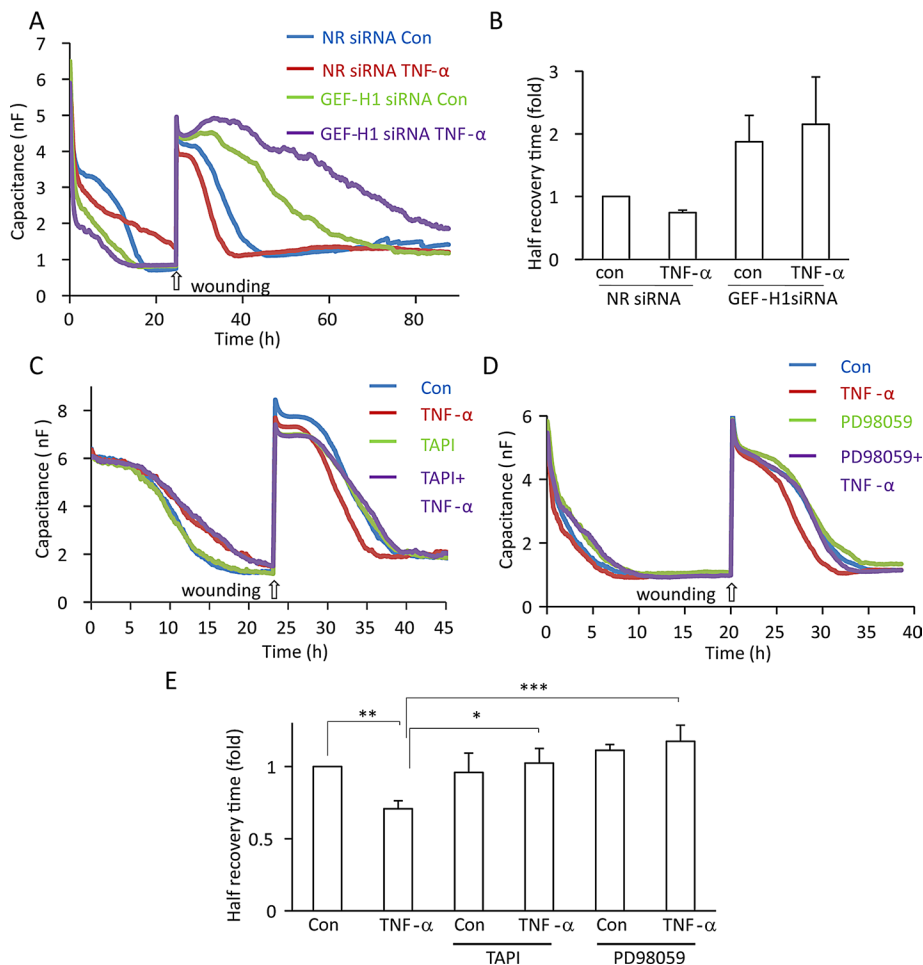 A
NR siRNA Con
NR siRNA TNF-α
GEF-H1 siRNA Con
GEF-H1 siRNA TNF-α
Capacitance (nF)
7
6
5
4
3
2
1
0
wounding
0
20
40
60
80
Time (h)
B
Half recovery time (fold)
3
2
1
0
con
TNF-α
con
TNF-α
NR siRNA
GEF-H1siRNA
C
Con
TNF-α
TAPI
TAPI+
TNF-α
Capacitance ( nF)
8
6
4
2
0
wounding
0
5
10
15
20
25
30
35
40
45
Time (h)
D
Con
TNF -α
PD98059
PD98059+
TNF -α
Capacitance ( nF)
6
4
2
0
wounding
0
5
10
15
20
25
30
35
40
Time (h)
E
Half recovery time (fold)
1
0.5
0
**
*
***
Con
TNF-α
Con
TNF -α
Con
TNF -α
TAPI
PD98059